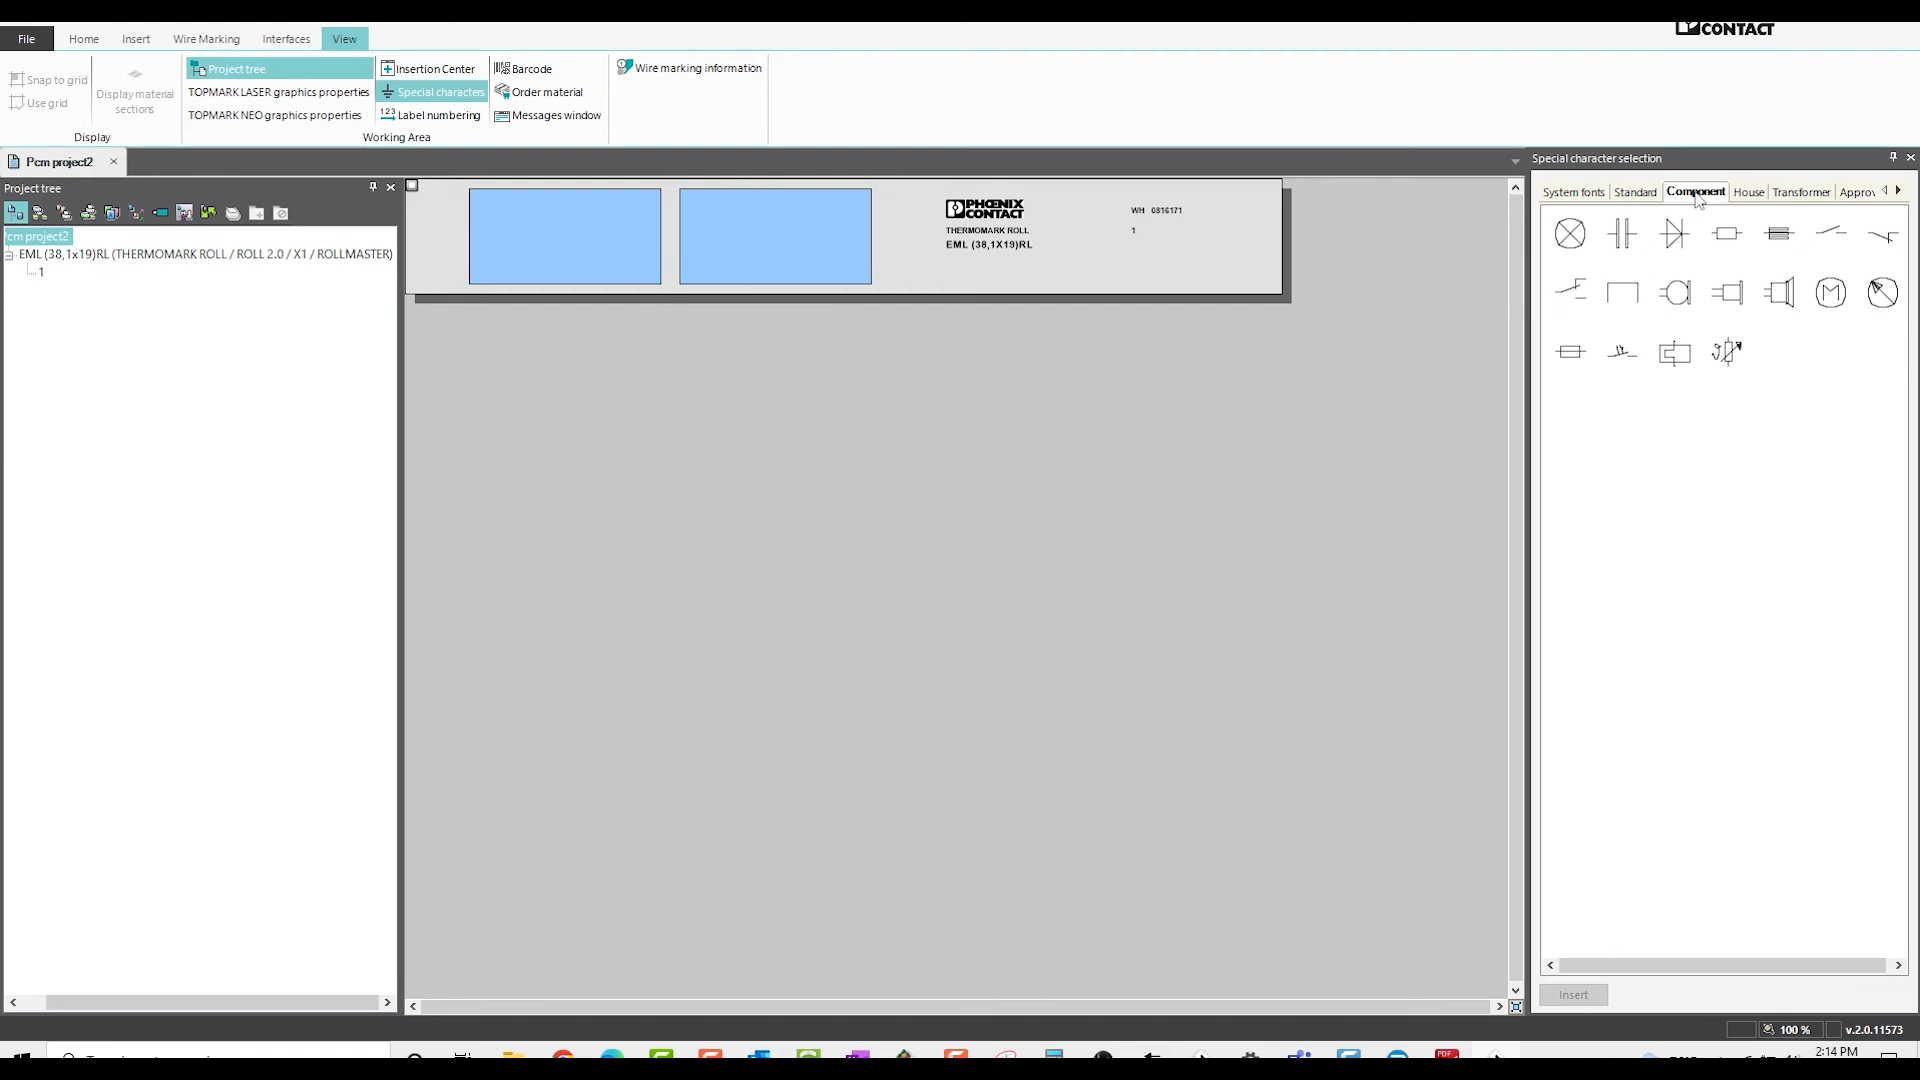 CONTACT
File Home Insert Wire Marking Interfaces View
Snap to grid
Use grid
Display material
sections
Display
Project tree
TOPMARK LASER graphics properties
TOPMARK NEO graphics properties
Insertion Center
Special characters
Label numbering
Barcode
Order material
Messages window
Working Area
Wire marking information
Pcm project2
Project tree
cm project2
EML (38,1x19)RL (THERMOMARK ROLL / ROLL 2.0 / X1 / ROLLMASTER)
1
PHŒNIX
CONTACT
THERMOMARK ROLL
EML (38,1X19)RL
WH 0816171
1
Special character selection
System fonts Standard Component House Transformer Approv
M
Insert
100 %
v.2.0.11573
2:14 PM